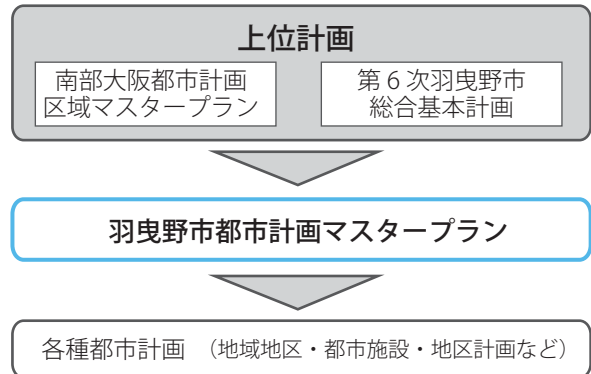 上位計画
南部大阪都市計画
区域マスタープラン
第6次羽曳野市
総合基本計画
羽曳野市都市計画マスタープラン
各種都市計画 （地域地区・都市施設・地区計画など）